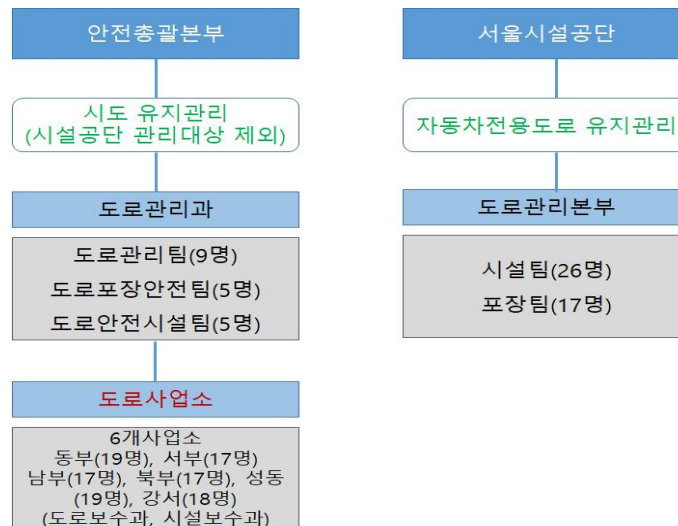 안전총괄본부
시도 유지관리
(시설공단 관리대상 제외)
도로관리과
도로관리팀(9명)
도로포장안전팀(5명)
도로안전시설팀(5명)
도로사업소
6개사업소
동부(19명), 서부(17명)
남부(17명), 북부(17명), 성동
(19명), 강서(18명)
(도로보수과, 시설보수과)
서울시설공단
자동차전용도로 유지관리
도로관리본부
시설팀(26명)
포장팀(17명)